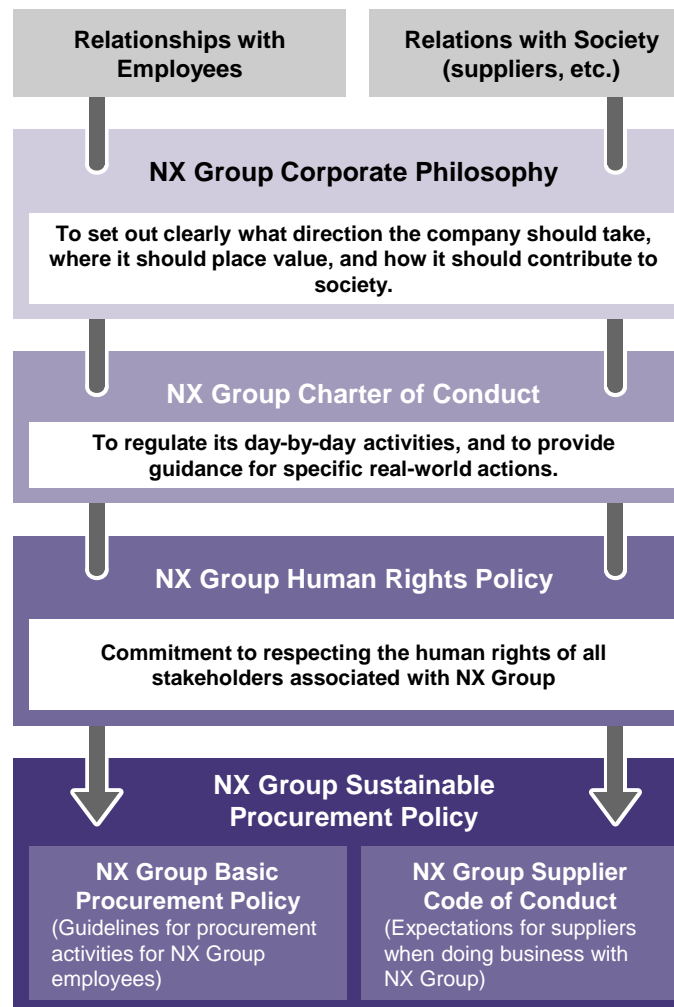 Relationships with
Employees
Relations with Society
(suppliers, etc.)
NX Group Corporate Philosophy
To set out clearly what direction the company should take,
where it should place value, and how it should contribute to
society.
NX Group Charter of Conduct
To regulate its day-by-day activities, and to provide
guidance for specific real-world actions.
NX Group Human Rights Policy
Commitment to respecting the human rights of all
stakeholders associated with NX Group
NX Group Sustainable
Procurement Policy
NX Group Basic
Procurement Policy
(Guidelines for procurement
activities for NX Group
employees)
NX Group Supplier
Code of Conduct
(Expectations for suppliers
when doing business with
NX Group)